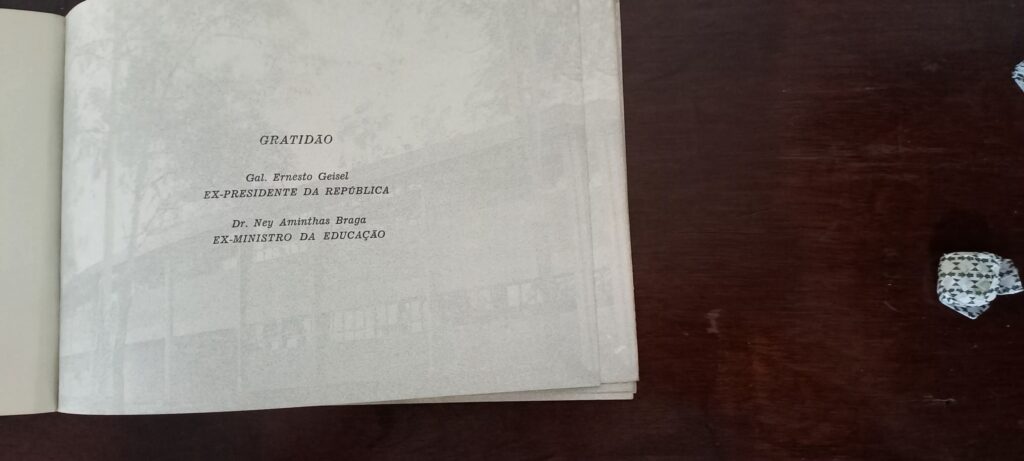 GRATIDÃO
Gal. Ernesto Geisel
EX-PRESIDENTE DA REPÚBLICA
Dr. Ney Aminthas Braga
EX-MINISTRO DA EDUCAÇÃO